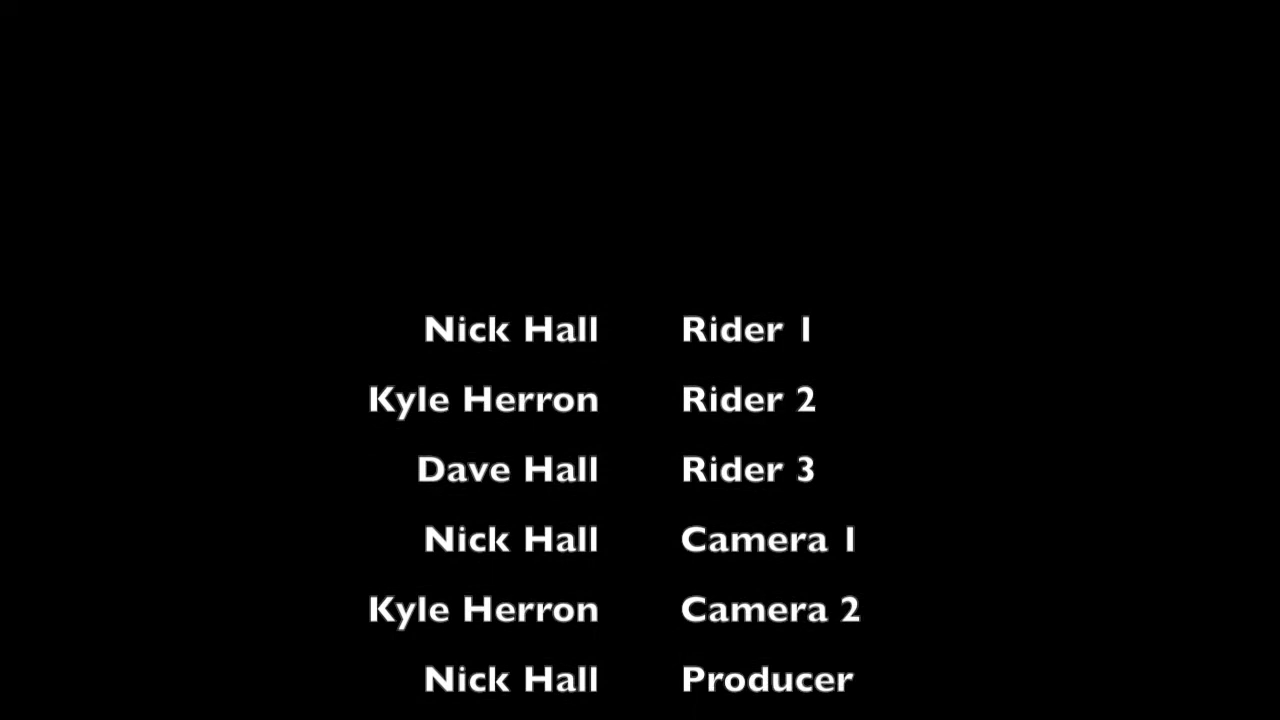 Nick Hall Rider 1
Kyle Herron Rider 2
Dave Hall Rider 3
Nick Hall Camera 1
Kyle Herron Camera 2
Nick Hall Producer